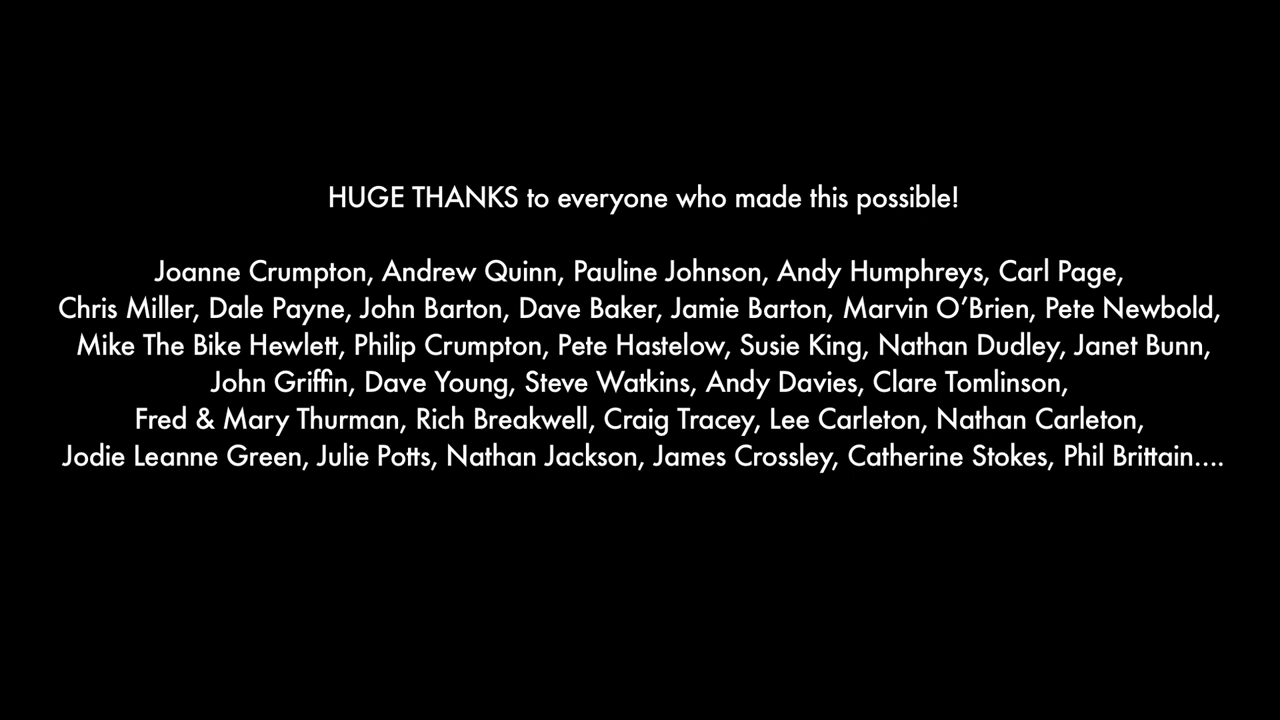 HUGE THANKS to everyone who made this possible!
Joanne Crumpton, Andrew Quinn, Pauline Johnson, Andy Humphreys, Carl Page,
Chris Miller, Dale Payne, John Barton, Dave Baker, Jamie Barton, Marvin O’Brien, Pete Newbold,
Mike The Bike Hewlett, Philip Crumpton, Pete Hastelow, Susie King, Nathan Dudley, Janet Bunn,
John Griffin, Dave Young, Steve Watkins, Andy Davies, Clare Tomlinson,
Fred & Mary Thurman, Rich Breakwell, Craig Tracey, Lee Carleton, Nathan Carleton,
Jodie Leanne Green, Julie Potts, Nathan Jackson, James Crossley, Catherine Stokes, Phil Brittain....